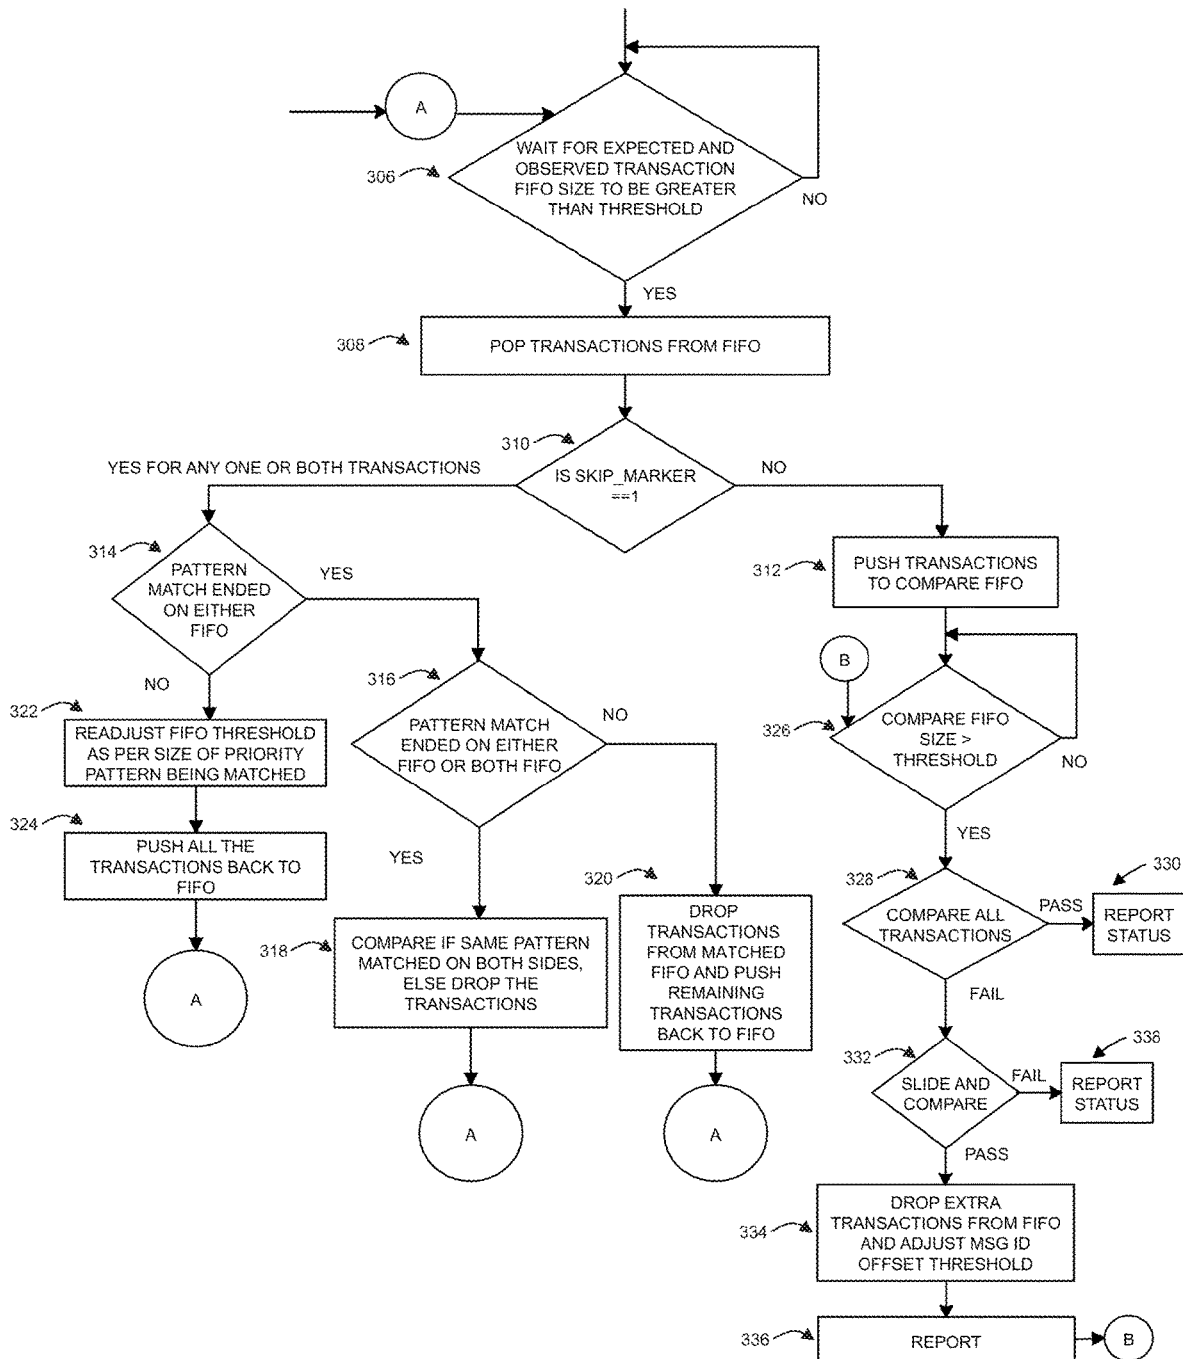 A
WAIT FOR EXPECTED AND
OBSERVED TRANSACTION
FIFO SIZE TO BE GREATER
THAN THRESHOLD
306
NO
YES
308
POP TRANSACTIONS FROM FIFO
310
YES FOR ANY ONE OR BOTH TRANSACTIONS
IS SKIP_MARKER
==1
NO
314
PATTERN
MATCH ENDED
ON EITHER
FIFO
YES
NO
312
PUSH TRANSACTIONS
TO COMPARE FIFO
B
316
PATTERN MATCH
ENDED ON EITHER
FIFO OR BOTH FIFO
NO
YES
326
COMPARE FIFO
SIZE >
THRESHOLD
NO
YES
322
READJUST FIFO THRESHOLD
AS PER SIZE OF PRIORITY
PATTERN BEING MATCHED
324
PUSH ALL THE
TRANSACTIONS BACK TO
FIFO
A
318
COMPARE IF SAME PATTERN
MATCHED ON BOTH SIDES,
ELSE DROP THE
TRANSACTIONS
A
320
DROP
TRANSACTIONS
FROM MATCHED
FIFO AND PUSH
REMAINING
TRANSACTIONS
BACK TO FIFO
A
328
COMPARE ALL
TRANSACTIONS
PASS
330
REPORT
STATUS
FAIL
332
SLIDE AND
COMPARE
FAIL
338
REPORT
STATUS
PASS
334
DROP EXTRA
TRANSACTIONS FROM FIFO
AND ADJUST MSG ID
OFFSET THRESHOLD
336
REPORT
B